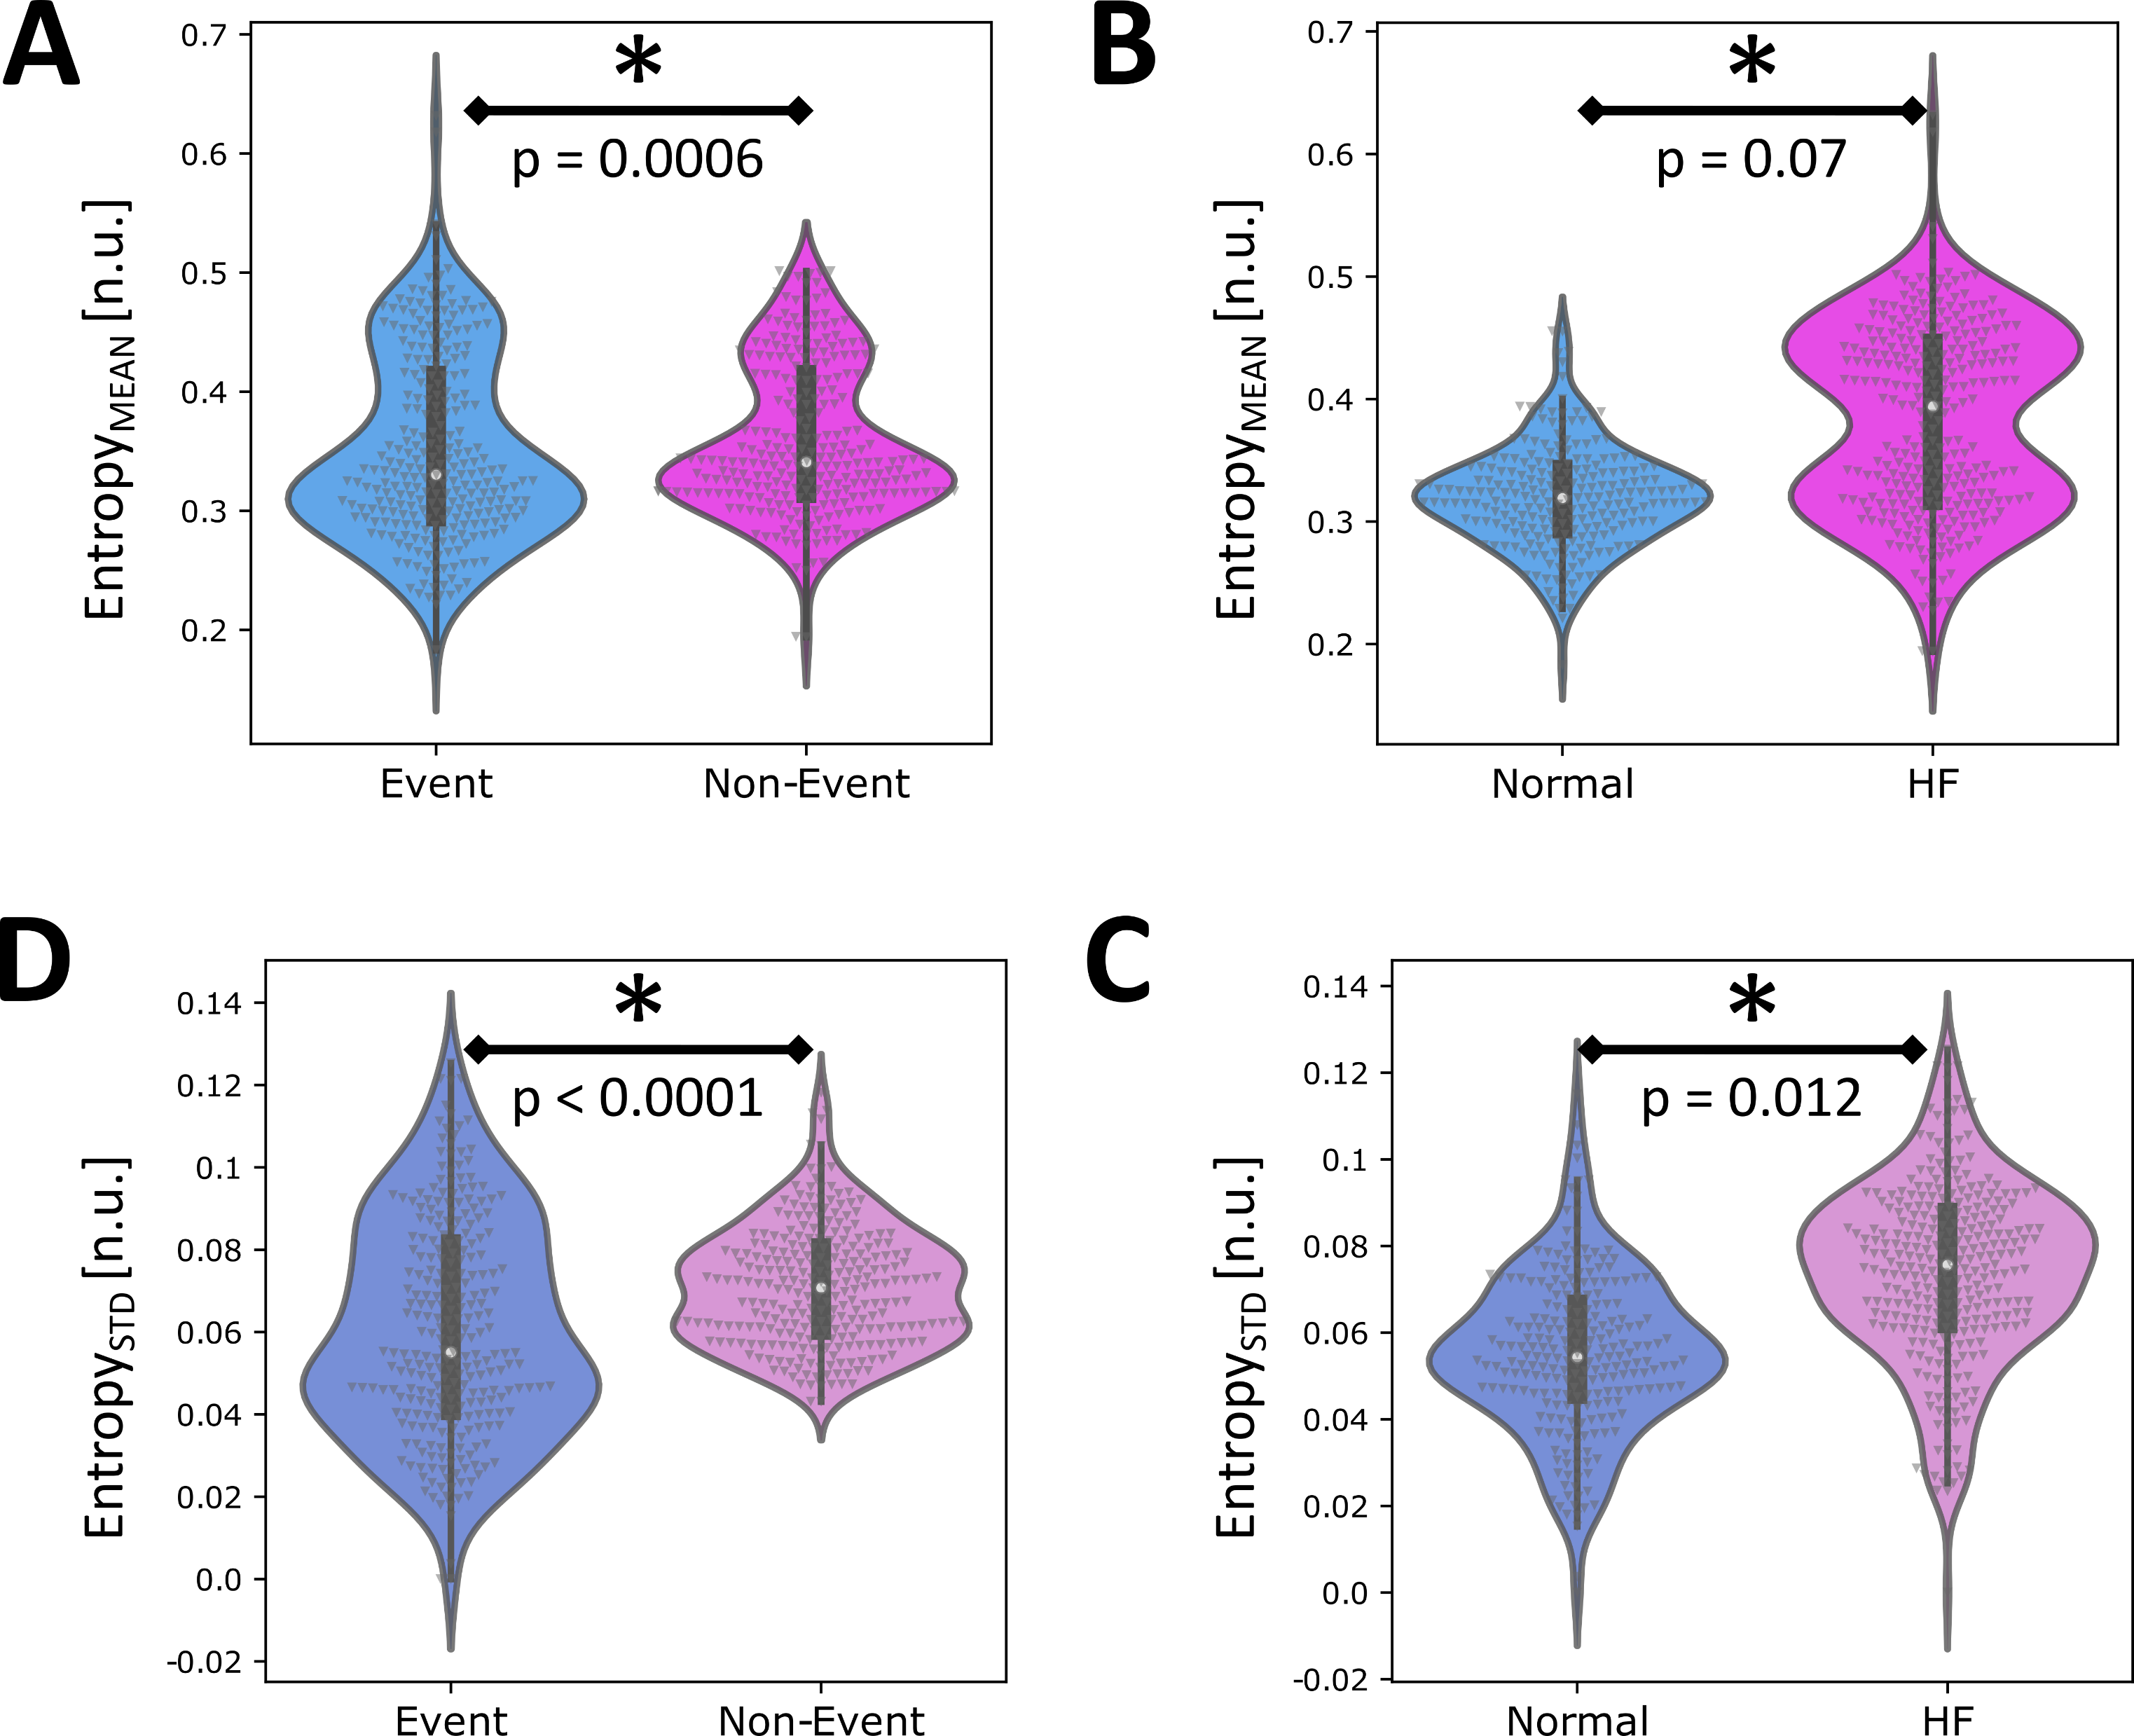 A
*
p = 0.0006
Entropy_MEAN [n.u.]
0.7
0.6
0.5
0.4
0.3
0.2
Event Non-Event
B
*
p = 0.07
Entropy_MEAN [n.u.]
0.7
0.6
0.5
0.4
0.3
0.2
Normal HF
D
*
p < 0.0001
Entropy_STD [n.u.]
0.14
0.12
0.1
0.08
0.06
0.04
0.02
0.0
-0.02
Event Non-Event
C
*
p = 0.012
Entropy_STD [n.u.]
0.14
0.12
0.1
0.08
0.06
0.04
0.02
0.0
-0.02
Normal HF